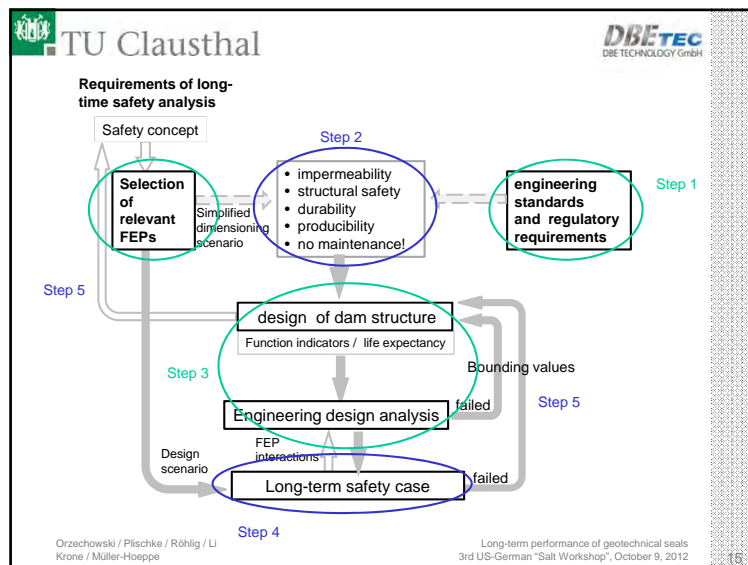 TU Clausthal
DBETEC
DBE TECHNOLOGY GmbH
Requirements of long-
time safety analysis
Safety concept
Step 2
Selection
of
relevant
FEPs
Simplified
dimensioning
scenario
• impermeability
• structural safety
• durability
• producibility
• no maintenance!
engineering
standards
and regulatory
requirements
Step 1
Step 5
design of dam structure
Function indicators / life expectancy
Step 3
Bounding values
Engineering design analysis
failed
Step 5
FEP
interactions
Design
scenario
Long-term safety case
failed
Step 4
Orzechowski / Plischke / Röhlig / Li
Krone / Müller-Hoeppe
Long-term performance of geotechnical seals
3rd US-German “Salt Workshop”, October 9, 2012
15